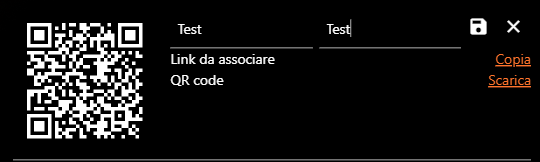 Test Test
Link da associare Copia
QR code Scarica